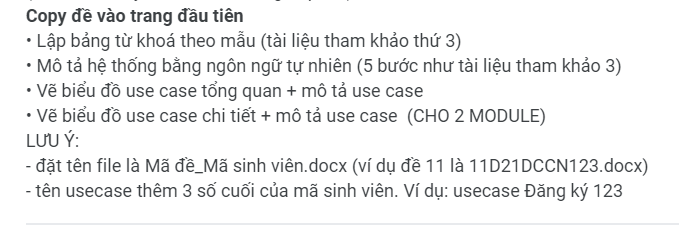 Copy đề vào trang đầu tiên
• Lập bảng từ khoá theo mẫu (tài liệu tham khảo thứ 3)
• Mô tả hệ thống bằng ngôn ngữ tự nhiên (5 bước như tài liệu tham khảo 3)
• Vẽ biểu đồ use case tổng quan + mô tả use case
• Vẽ biểu đồ use case chi tiết + mô tả use case (CHO 2 MODULE)
LƯU Ý:
- đặt tên file là Mã đề_Mã sinh viên.docx (ví dụ đề 11 là 11D21DCCN123.docx)
- tên usecase thêm 3 số cuối của mã sinh viên. Ví dụ: usecase Đăng ký 123